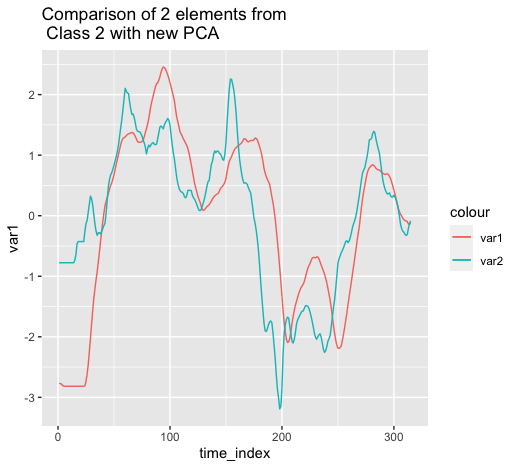 Comparison of 2 elements from
Class 2 with new PCA
var1
2
1
0
-1
-2
-3
0
100
200
300
time_index
colour
var1
var2